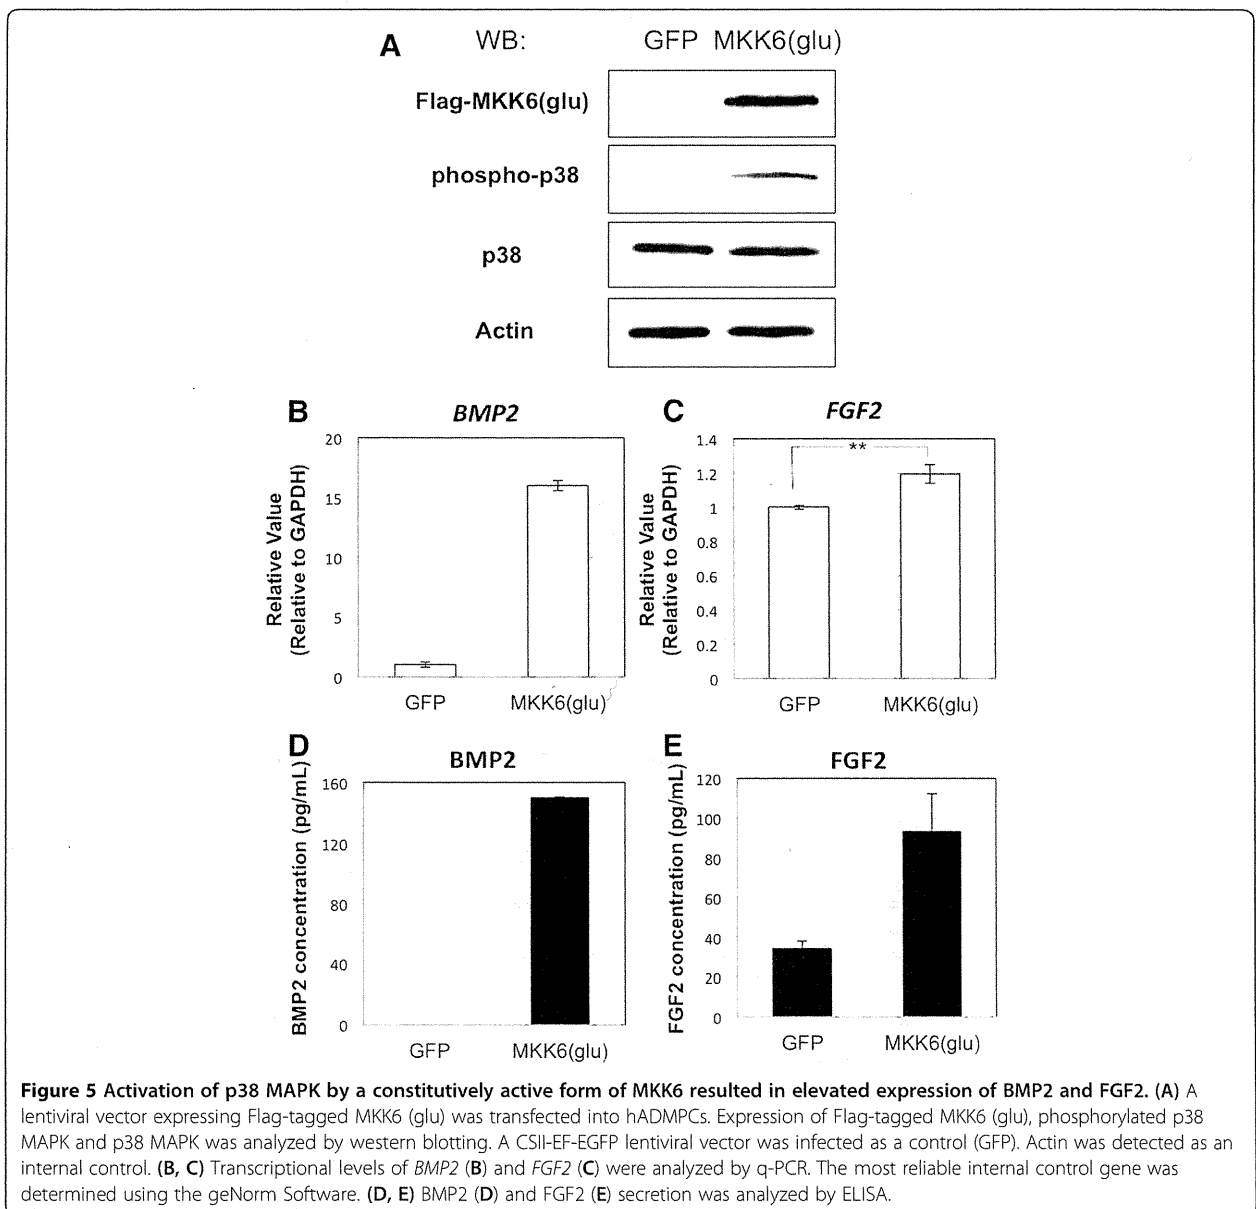 A WB: GFP MKK6(glu)
Flag-MKK6(glu)
phospho-p38
p38
Actin
B BMP2
Relative Value
(Relative to GAPDH)
20
15
10
5
0
GFP MKK6(glu)
C FGF2
Relative Value
(Relative to GAPDH)
1.4
**
1.2
1
0.8
0.6
0.4
0.2
0
GFP MKK6(glu)
D BMP2
BMP2 concentration (pg/mL)
160
120
80
40
0
GFP MKK6(glu)
E FGF2
FGF2 concentration (pg/mL)
120
100
80
60
40
20
0
GFP MKK6(glu)
Figure 5 Activation of p38 MAPK by a constitutively active form of MKK6 resulted in elevated expression of BMP2 and FGF2. (A) A
lentiviral vector expressing Flag-tagged MKK6 (glu) was transfected into hADMPCs. Expression of Flag-tagged MKK6 (glu), phosphorylated p38
MAPK and p38 MAPK was analyzed by western blotting. A CSII-EF-EGFP lentiviral vector was infected as a control (GFP). Actin was detected as an
internal control. (B, C) Transcriptional levels of BMP2 (B) and FGF2 (C) were analyzed by q-PCR. The most reliable internal control gene was
determined using the geNorm Software. (D, E) BMP2 (D) and FGF2 (E) secretion was analyzed by ELISA.